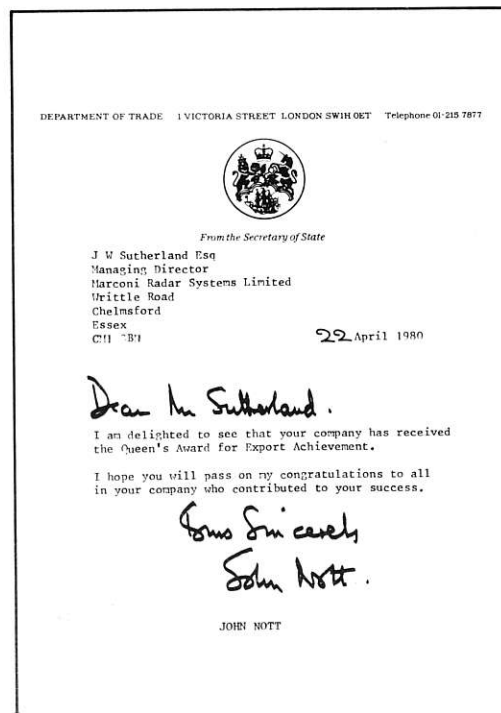 DEPARTMENT OF TRADE 1 VICTORIA STREET LONDON SW1H 0ET Telephone 01-215 7877
From the Secretary of State
J W Sutherland Esq
Managing Director
Marconi Radar Systems Limited
Writtle Road
Chelmsford
Essex
22 April 1980
Dear Mr Sutherland.
I am delighted to see that your company has received
the Queen's Award for Export Achievement.
I hope you will pass on my congratulations to all
in your company who contributed to your success.
Yours Sincerely
John Nott.
JOHN NOTT